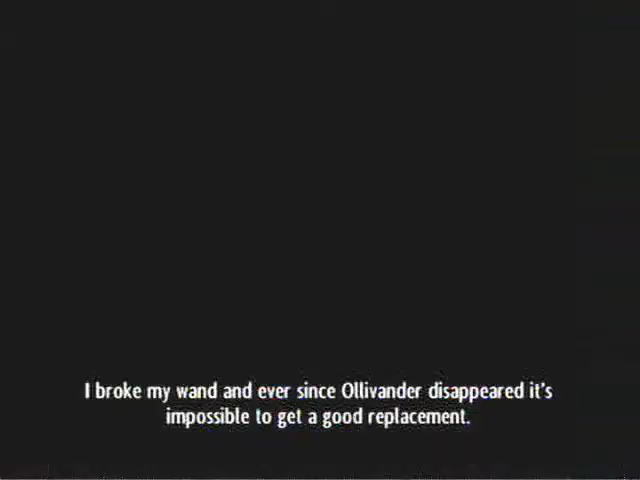 I broke my wand and ever since Ollivander disappeared it's
impossible to get a good replacement.